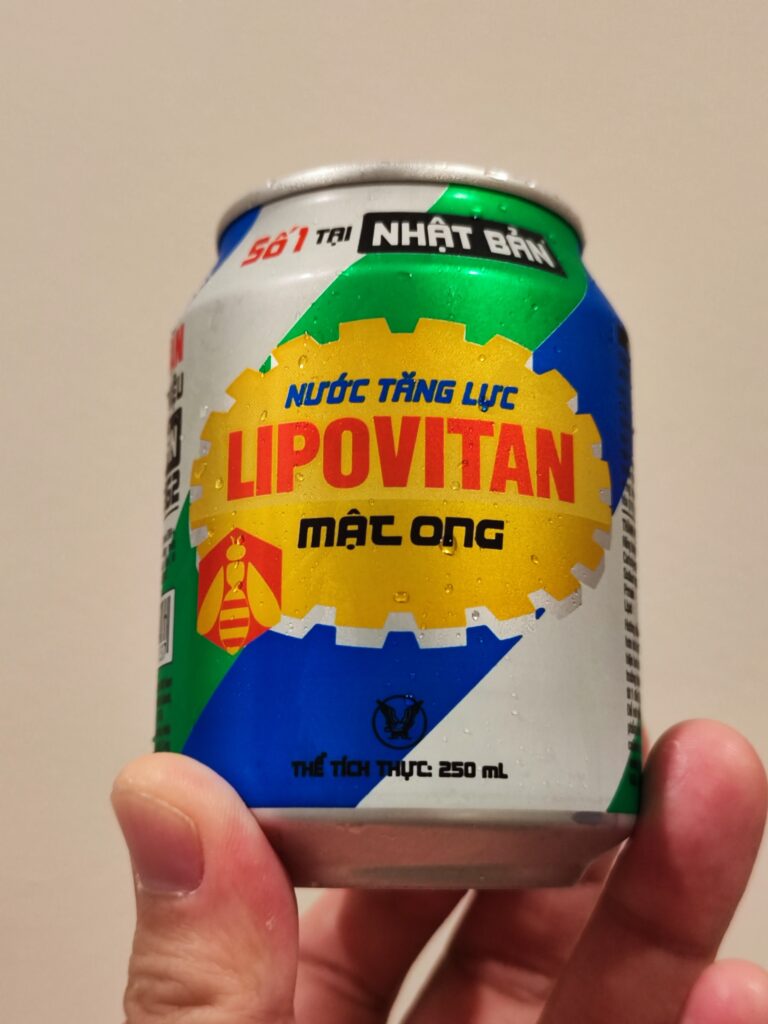 Số 1 TẠI NHẬT BẢN
NƯỚC TĂNG LỰC
LIPOVITAN
MẬT ONG
THỂ TÍCH THỰC: 250 mL